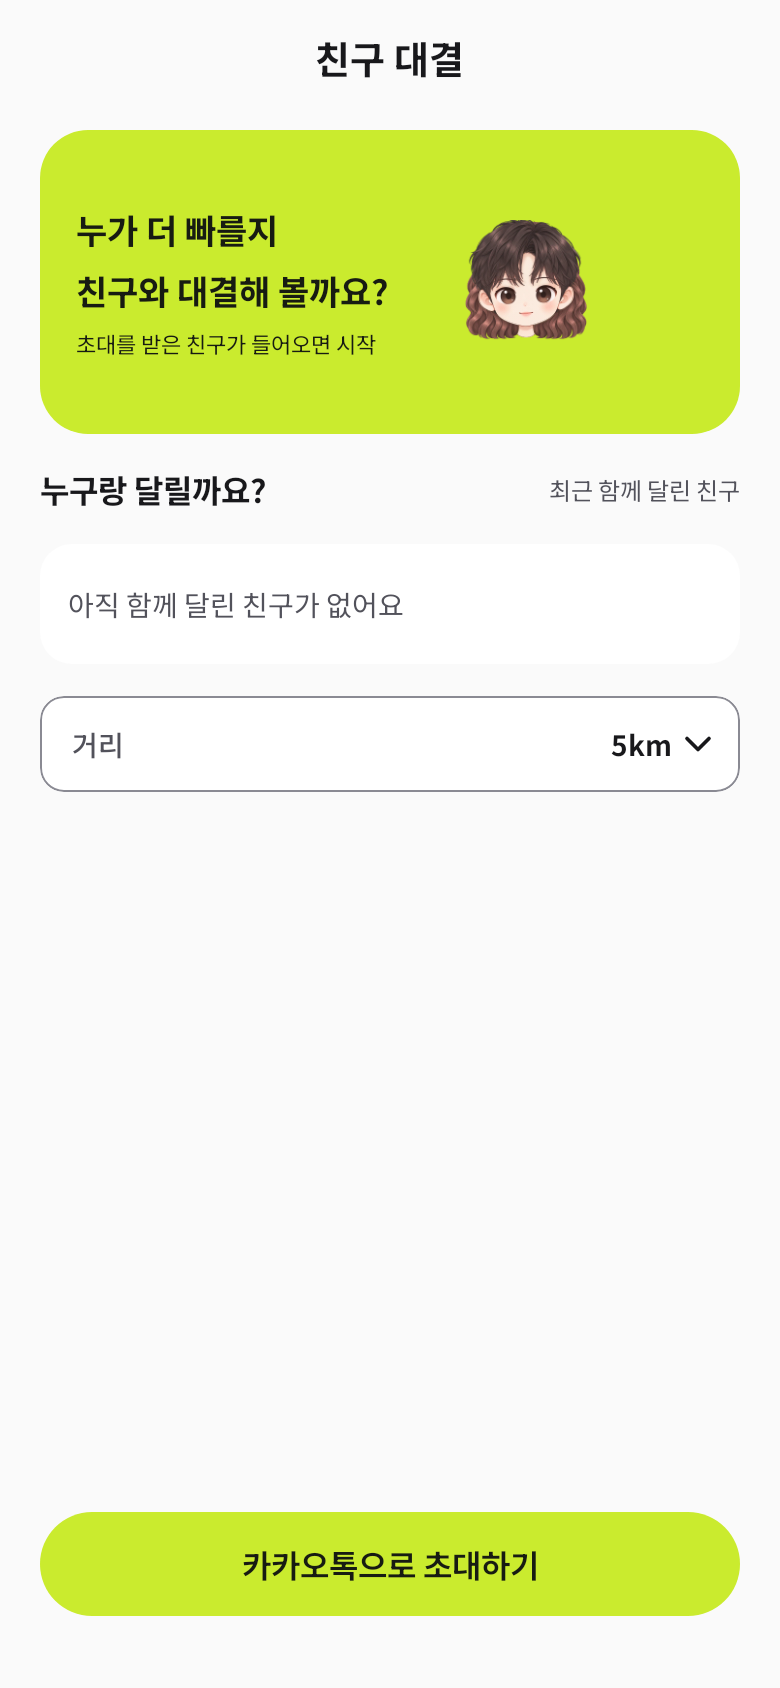 친구 대결
누가 더 빠를지
친구와 대결해 볼까요?
초대를 받은 친구가 들어오면 시작
누구랑 달릴까요?
최근 함께 달린 친구
아직 함께 달린 친구가 없어요
거리
5km
카카오톡으로 초대하기